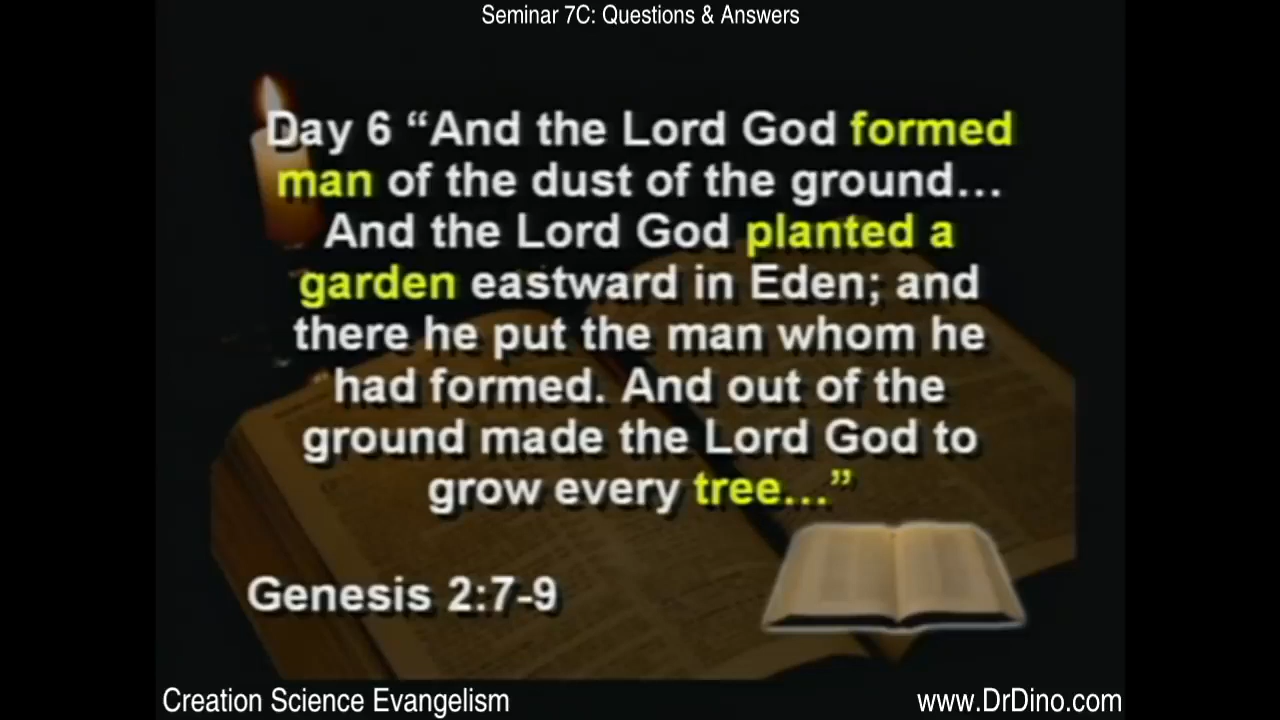 Seminar 7C: Questions & Answers
Day 6 “And the Lord God formed
man of the dust of the ground...
And the Lord God planted a
garden eastward in Eden; and
there he put the man whom he
had formed. And out of the
ground made the Lord God to
grow every tree...”
Genesis 2:7-9
Creation Science Evangelism
www.DrDino.com